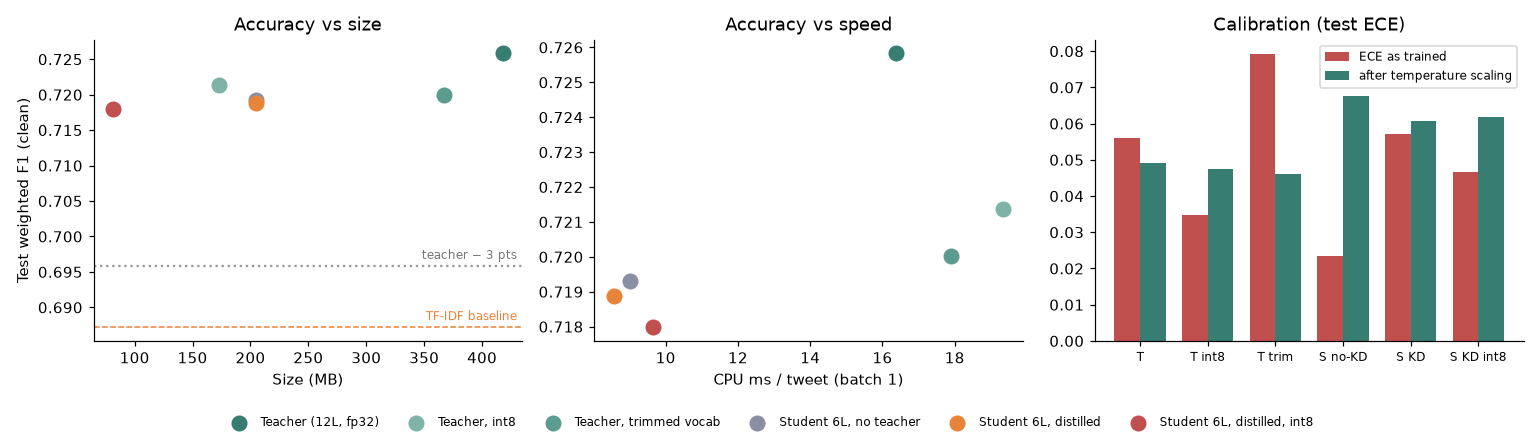 Accuracy vs size
Test weighted F1 (clean)
0.725
0.720
0.715
0.710
0.705
0.700
0.695
0.690
teacher − 3 pts
TF-IDF baseline
100 150 200 250 300 350 400
Size (MB)
Accuracy vs speed
0.726
0.725
0.724
0.723
0.722
0.721
0.720
0.719
0.718
10 12 14 16 18
CPU ms / tweet (batch 1)
Calibration (test ECE)
ECE as trained
after temperature scaling
0.08
0.07
0.06
0.05
0.04
0.03
0.02
0.01
0.00
T T int8 T trim S no-KD S KD S KD int8
Teacher (12L, fp32) Teacher, int8 Teacher, trimmed vocab Student 6L, no teacher Student 6L, distilled Student 6L, distilled, int8